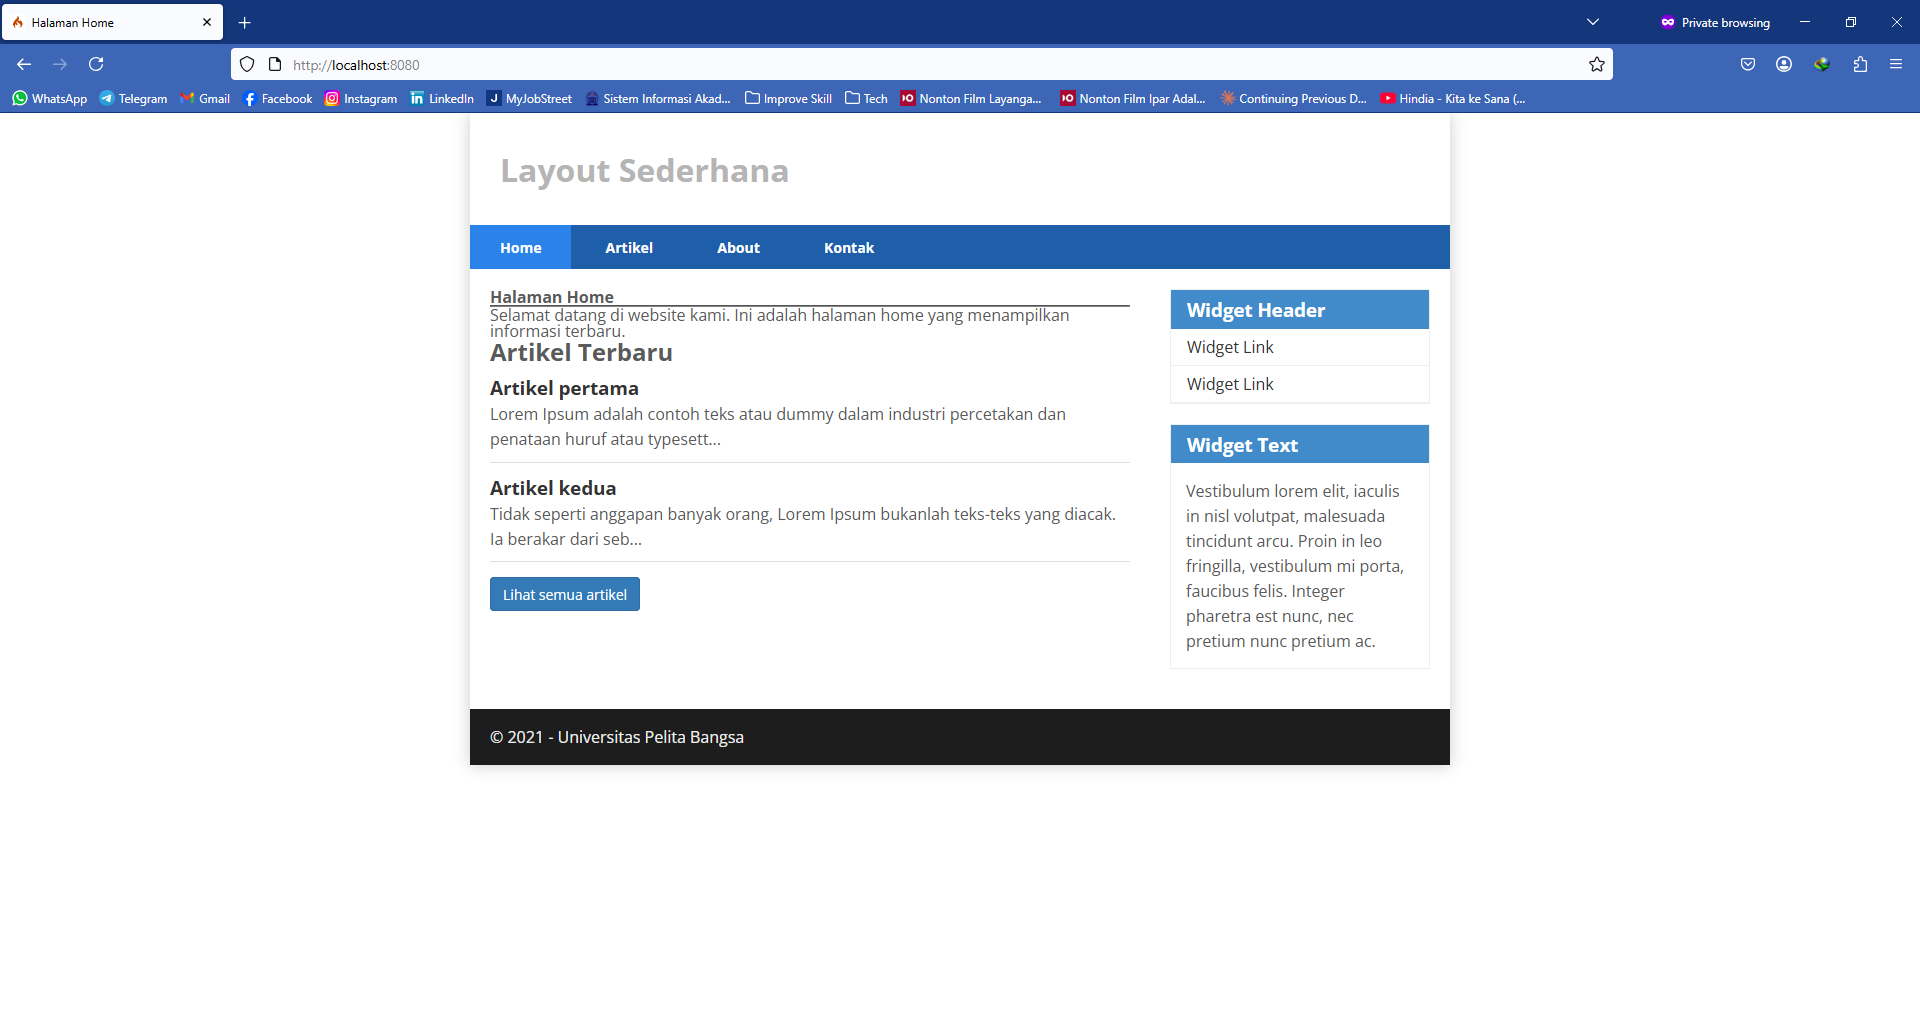 Halaman Home
Private browsing
http://localhost:8080
WhatsApp Telegram Gmail Facebook Instagram LinkedIn MyJobStreet Sistem Informasi Akad... Improve Skill Tech Nonton Film Layanga... Nonton Film Ipar Adal... Continuing Previous D... Hindia - Kita ke Sana (...
Layout Sederhana
Home Artikel About Kontak
Halaman Home
Selamat datang di website kami. Ini adalah halaman home yang menampilkan
informasi terbaru.
Artikel Terbaru
Artikel pertama
Lorem Ipsum adalah contoh teks atau dummy dalam industri percetakan dan
penataan huruf atau typesett...
Artikel kedua
Tidak seperti anggapan banyak orang, Lorem Ipsum bukanlah teks-teks yang diacak.
Ia berakar dari seb...
Lihat semua artikel
Widget Header
Widget Link
Widget Link
Widget Text
Vestibulum lorem elit, iaculis
in nisl volutpat, malesuada
tincidunt arcu. Proin in leo
fringilla, vestibulum mi porta,
faucibus felis. Integer
pharetra est nunc, nec
pretium nunc pretium ac.
© 2021 - Universitas Pelita Bangsa